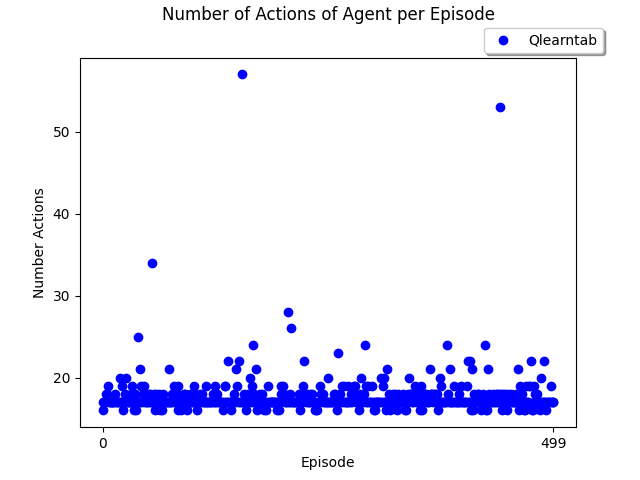 Number of Actions of Agent per Episode
Qlearntab
Number Actions
50
40
30
20
0
499
Episode